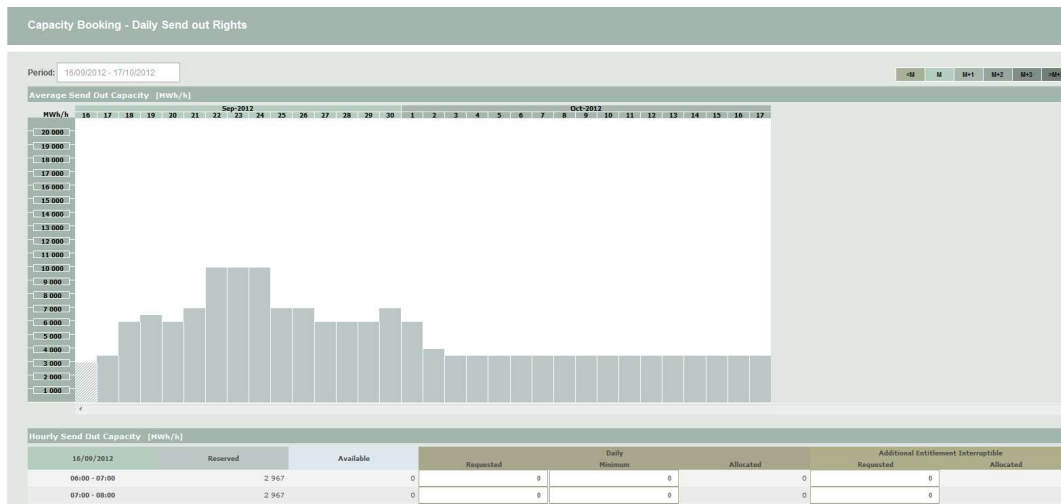 Capacity Booking - Daily Send out Rights
Period: 16/09/2012 - 17/10/2012
<M M M+1 M+2 M+3
Average Send Out Capacity [MWh/h]
Sep-2012 Oct-2012
MWh/h 16 17 18 19 20 21 22 23 24 25 26 27 28 29 30 1 2 3 4 5 6 7 8 9 10 11 12 13 14 15 16 17
20 000
19 000
18 000
17 000
16 000
15 000
14 000
13 000
12 000
11 000
10 000
9 000
8 000
7 000
6 000
5 000
4 000
3 000
2 000
1 000
Hourly Send Out Capacity [MWh/h]
16/09/2012 Reserved Available Daily Additional Entitlement Interruptible
Requested Minimum Allocated Requested Allocated
06:00 - 07:00 2 967 0 0 0 0 0
07:00 - 08:00 2 967 0 0 0 0 0